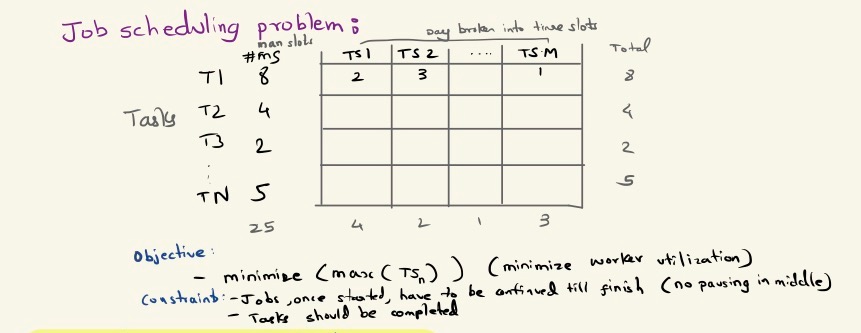 Job scheduling problem:
man slots
Day broken into time slots
#ms TS1 TS2 .... TS.M Total
T1 8 2 3 1 8
Tasks T2 4 4
T3 2 2
TN 5 5
25 4 2 1 3
Objective:
- minimize (max(TSn)) (minimize worker utilization)
Constraint: - Jobs, once started, have to be continued till finish (no pausing in middle)
- Tasks should be completed